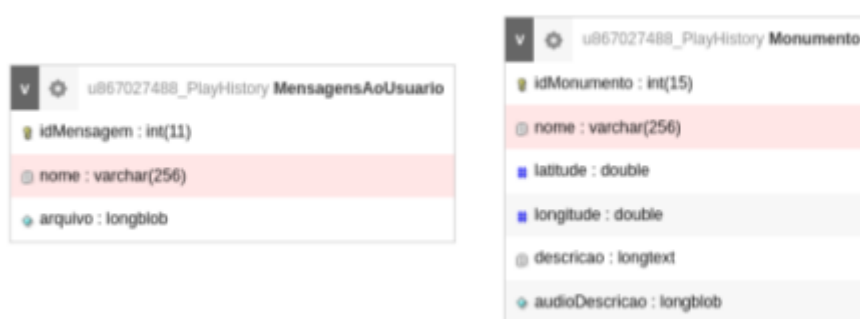 v u867027488_PlayHistory MensagensAoUsuario
idMensagem : int(11)
nome : varchar(256)
arquivo : longblob
v u867027488_PlayHistory Monumento
idMonumento : int(15)
nome : varchar(256)
latitude : double
longitude : double
descricao : longtext
audioDescricao : longblob